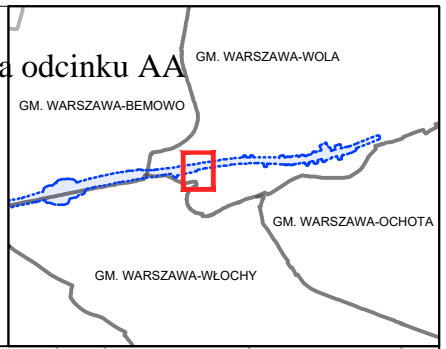 a odcinku AA
GM. WARSZAWA-WOLA
GM. WARSZAWA-BEMOWO
GM. WARSZAWA-OCHOTA
GM. WARSZAWA-WŁOCHY